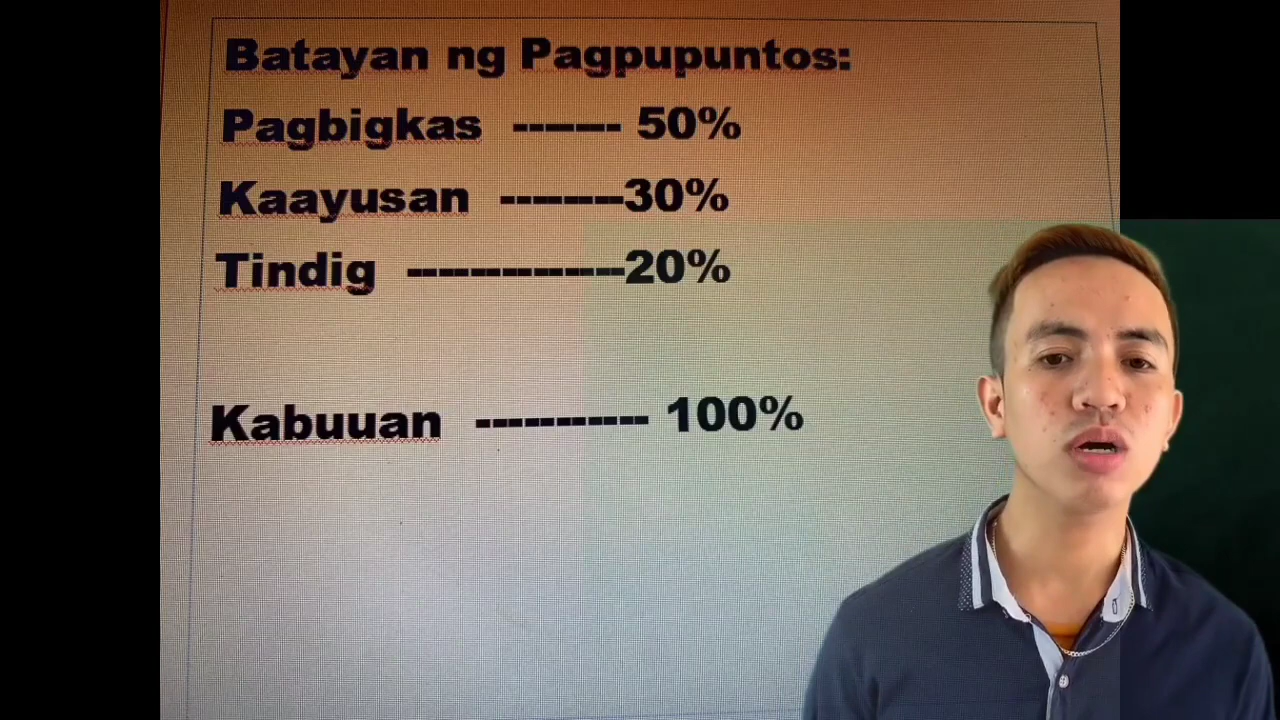 Batayan ng Pagpupuntos:
Pagbigkas ------- 50%
Kaayusan --------30%
Tindig --------------20%
Kabuuan ----------- 100%